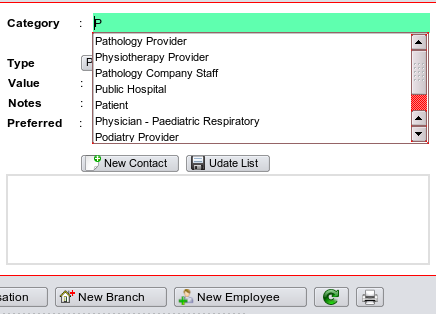 Category : P
Pathology Provider
Physiotherapy Provider
Pathology Company Staff
Public Hospital
Patient
Physician - Paediatric Respiratory
Podiatry Provider
Type P
Value :
Notes :
Preferred :
New Contact Udate List
sation New Branch New Employee